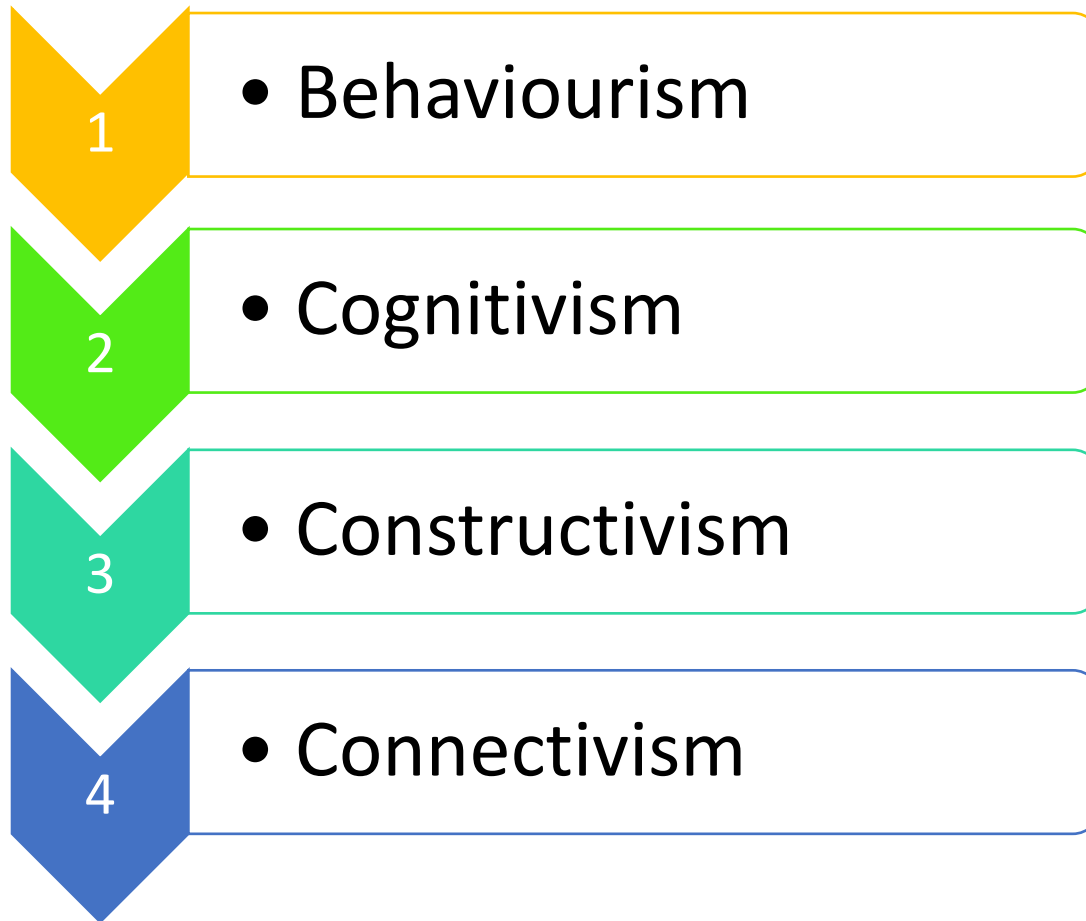 1
• Behaviourism
2
• Cognitivism
3
• Constructivism
4
• Connectivism